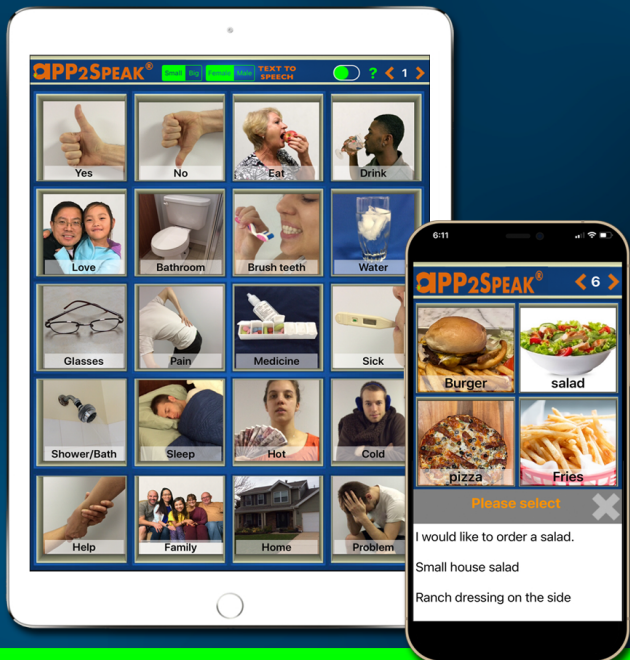 aPP2SPEAK®
Small Big Female Male TEXT TO SPEECH ? 1
Yes No Eat Drink
Love Bathroom Brush teeth Water
Glasses Pain Medicine Sick
Shower/Bath Sleep Hot Cold
Help Family Home Problem
6:11
aPP2SPEAK® 6
Burger salad
pizza Fries
Please select
I would like to order a salad.
Small house salad
Ranch dressing on the side